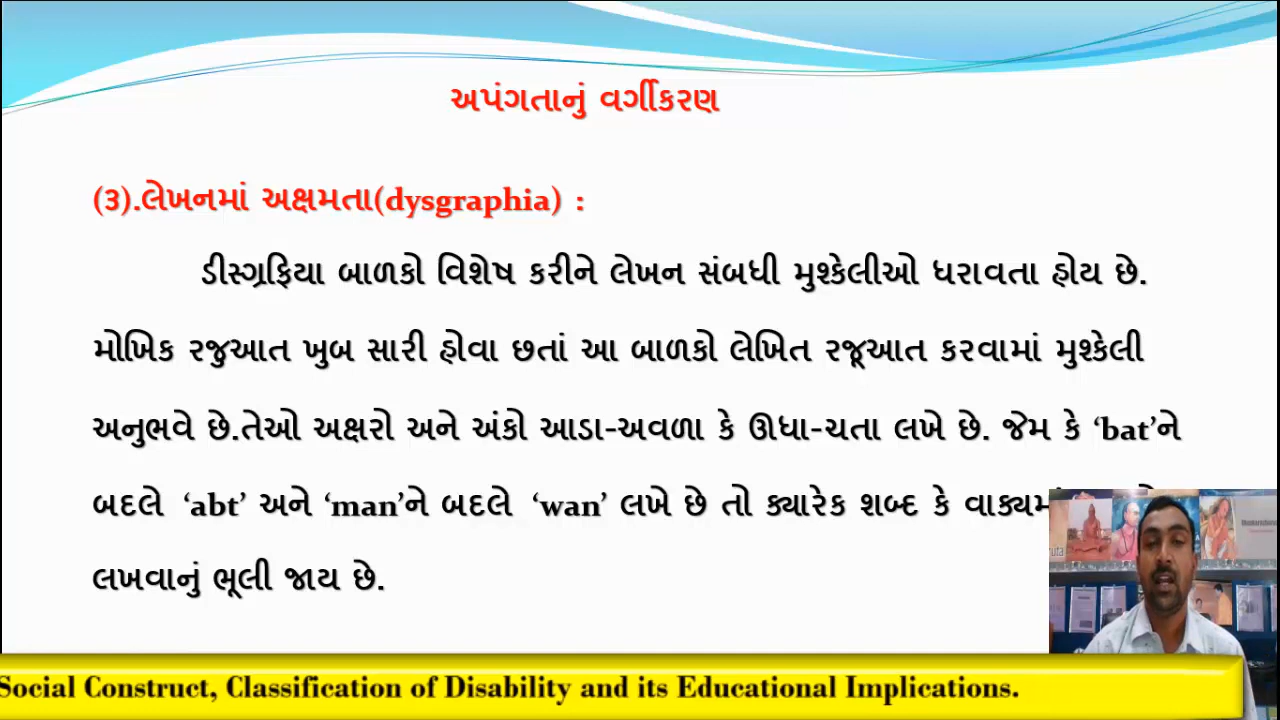 અપંગતાનું વર્ગીકરણ
(૩).લેખનમાં અક્ષમતા(dysgraphia) :
ડીસ્ગ્રફિયા બાળકો વિશેષ કરીને લેખન સંબધી મુશ્કેલીઓ ધરાવતા હોય છે.
મોખિક રજુઆત ખુબ સારી હોવા છતાં આ બાળકો લેખિત રજૂઆત કરવામાં મુશ્કેલી
અનુભવે છે.તેઓ અક્ષરો અને અંકો આડા-અવળા કે ઊધા-ચતા લખે છે. જેમ કે ‘bat’ને
બદલે ‘abt’ અને ‘man’ને બદલે ‘wan’ લખે છે તો ક્યારેક શબ્દ કે
લખવાનું ભૂલી જાય છે.
Social Construct, Classification of Disability and its Educational Implications.